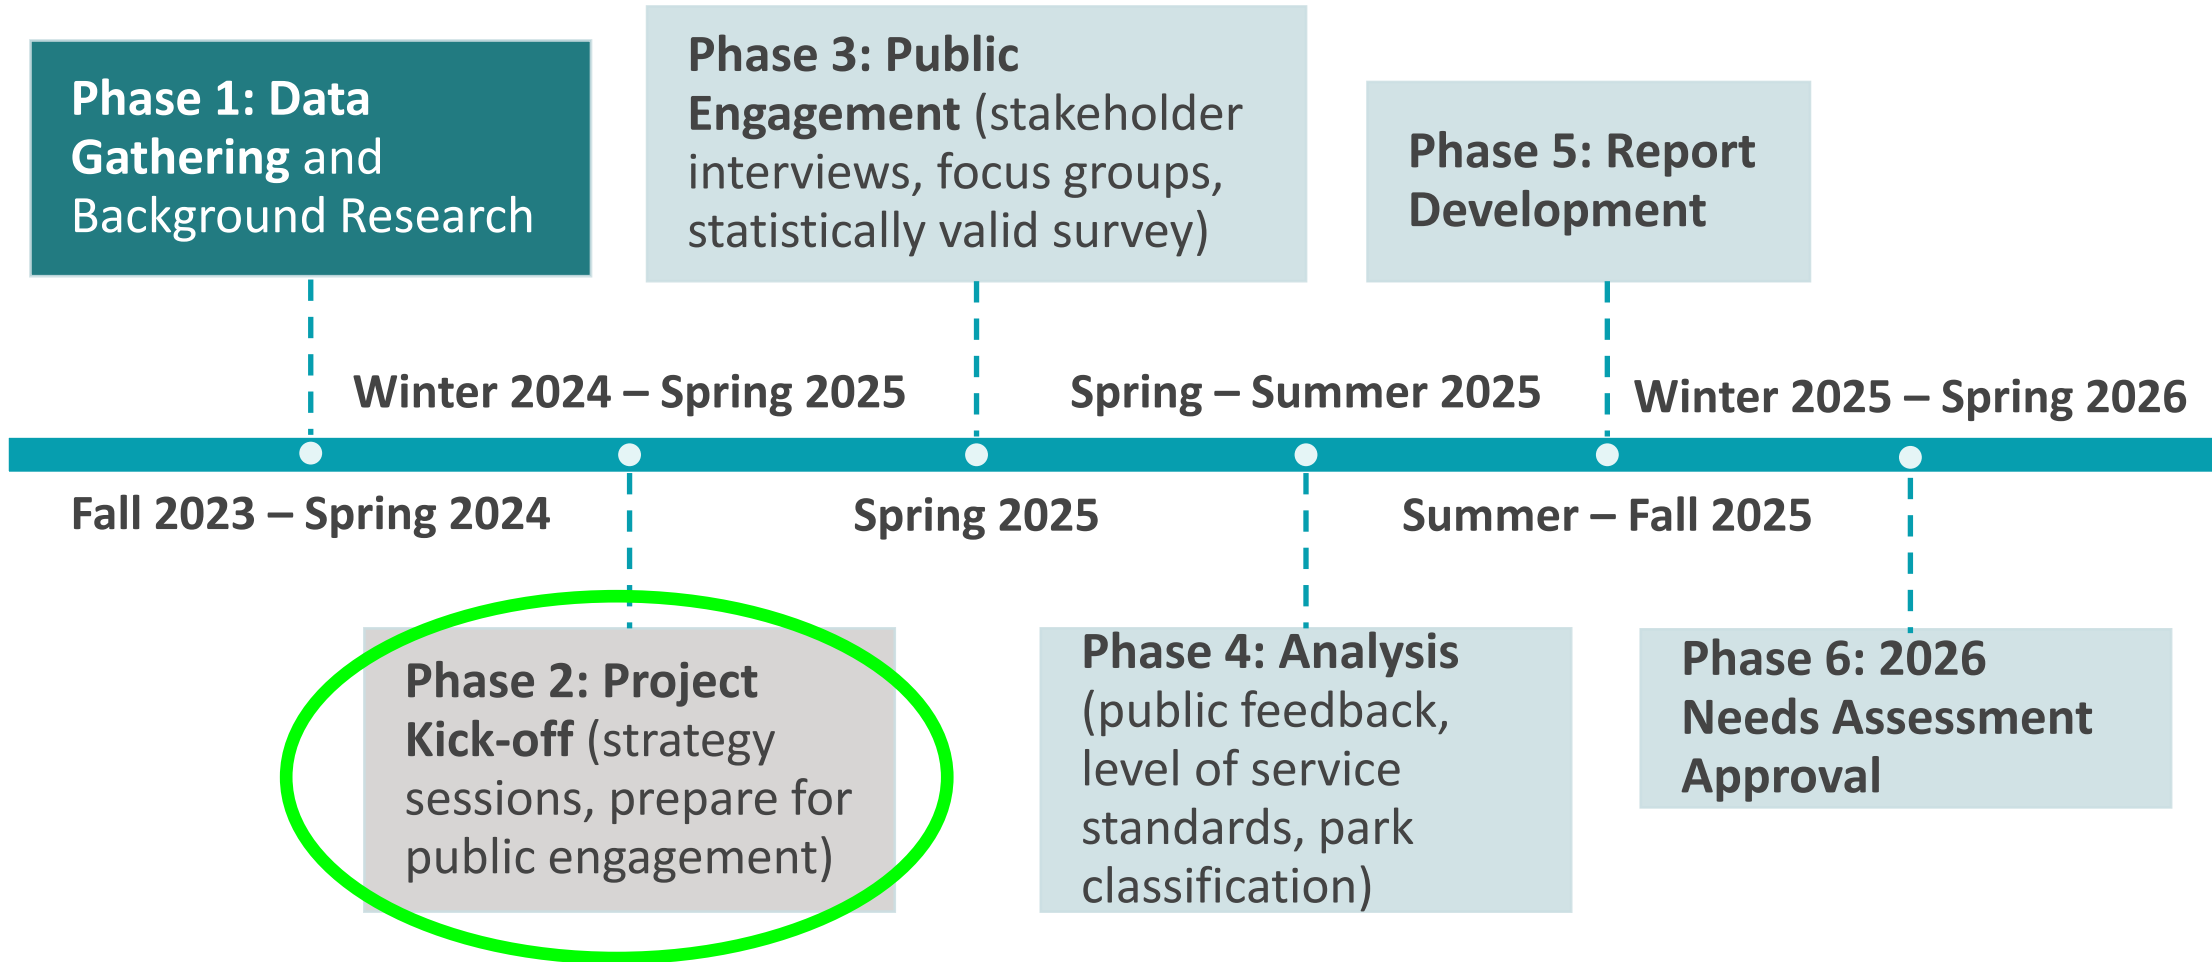 Phase 1: Data
Gathering and
Background Research
Fall 2023 – Spring 2024
Winter 2024 – Spring 2025
Phase 2: Project
Kick-off (strategy
sessions, prepare for
public engagement)
Phase 3: Public
Engagement (stakeholder
interviews, focus groups,
statistically valid survey)
Spring 2025
Spring – Summer 2025
Phase 4: Analysis
(public feedback,
level of service
standards, park
classification)
Phase 5: Report
Development
Summer – Fall 2025
Winter 2025 – Spring 2026
Phase 6: 2026
Needs Assessment
Approval